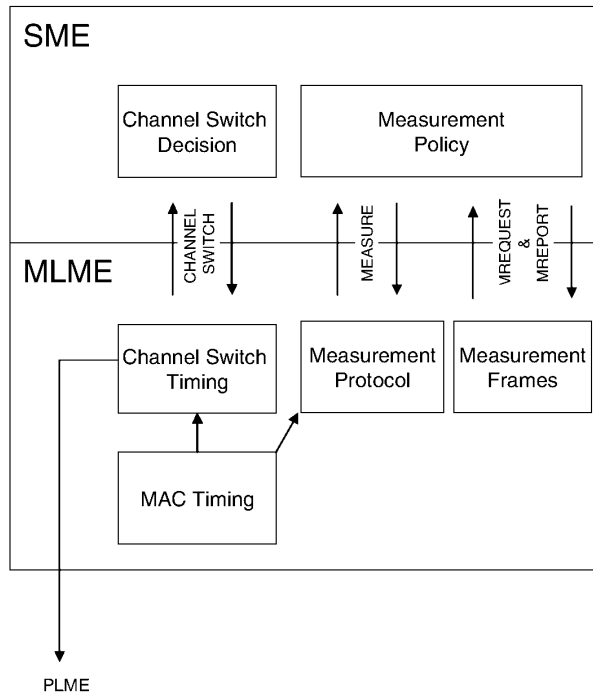 SME
Channel Switch
Decision
Measurement
Policy
CHANNEL
SWITCH
MEASURE
MREQUEST
&
MREPORT
MLME
Channel Switch
Timing
Measurement
Protocol
Measurement
Frames
MAC Timing
PLME